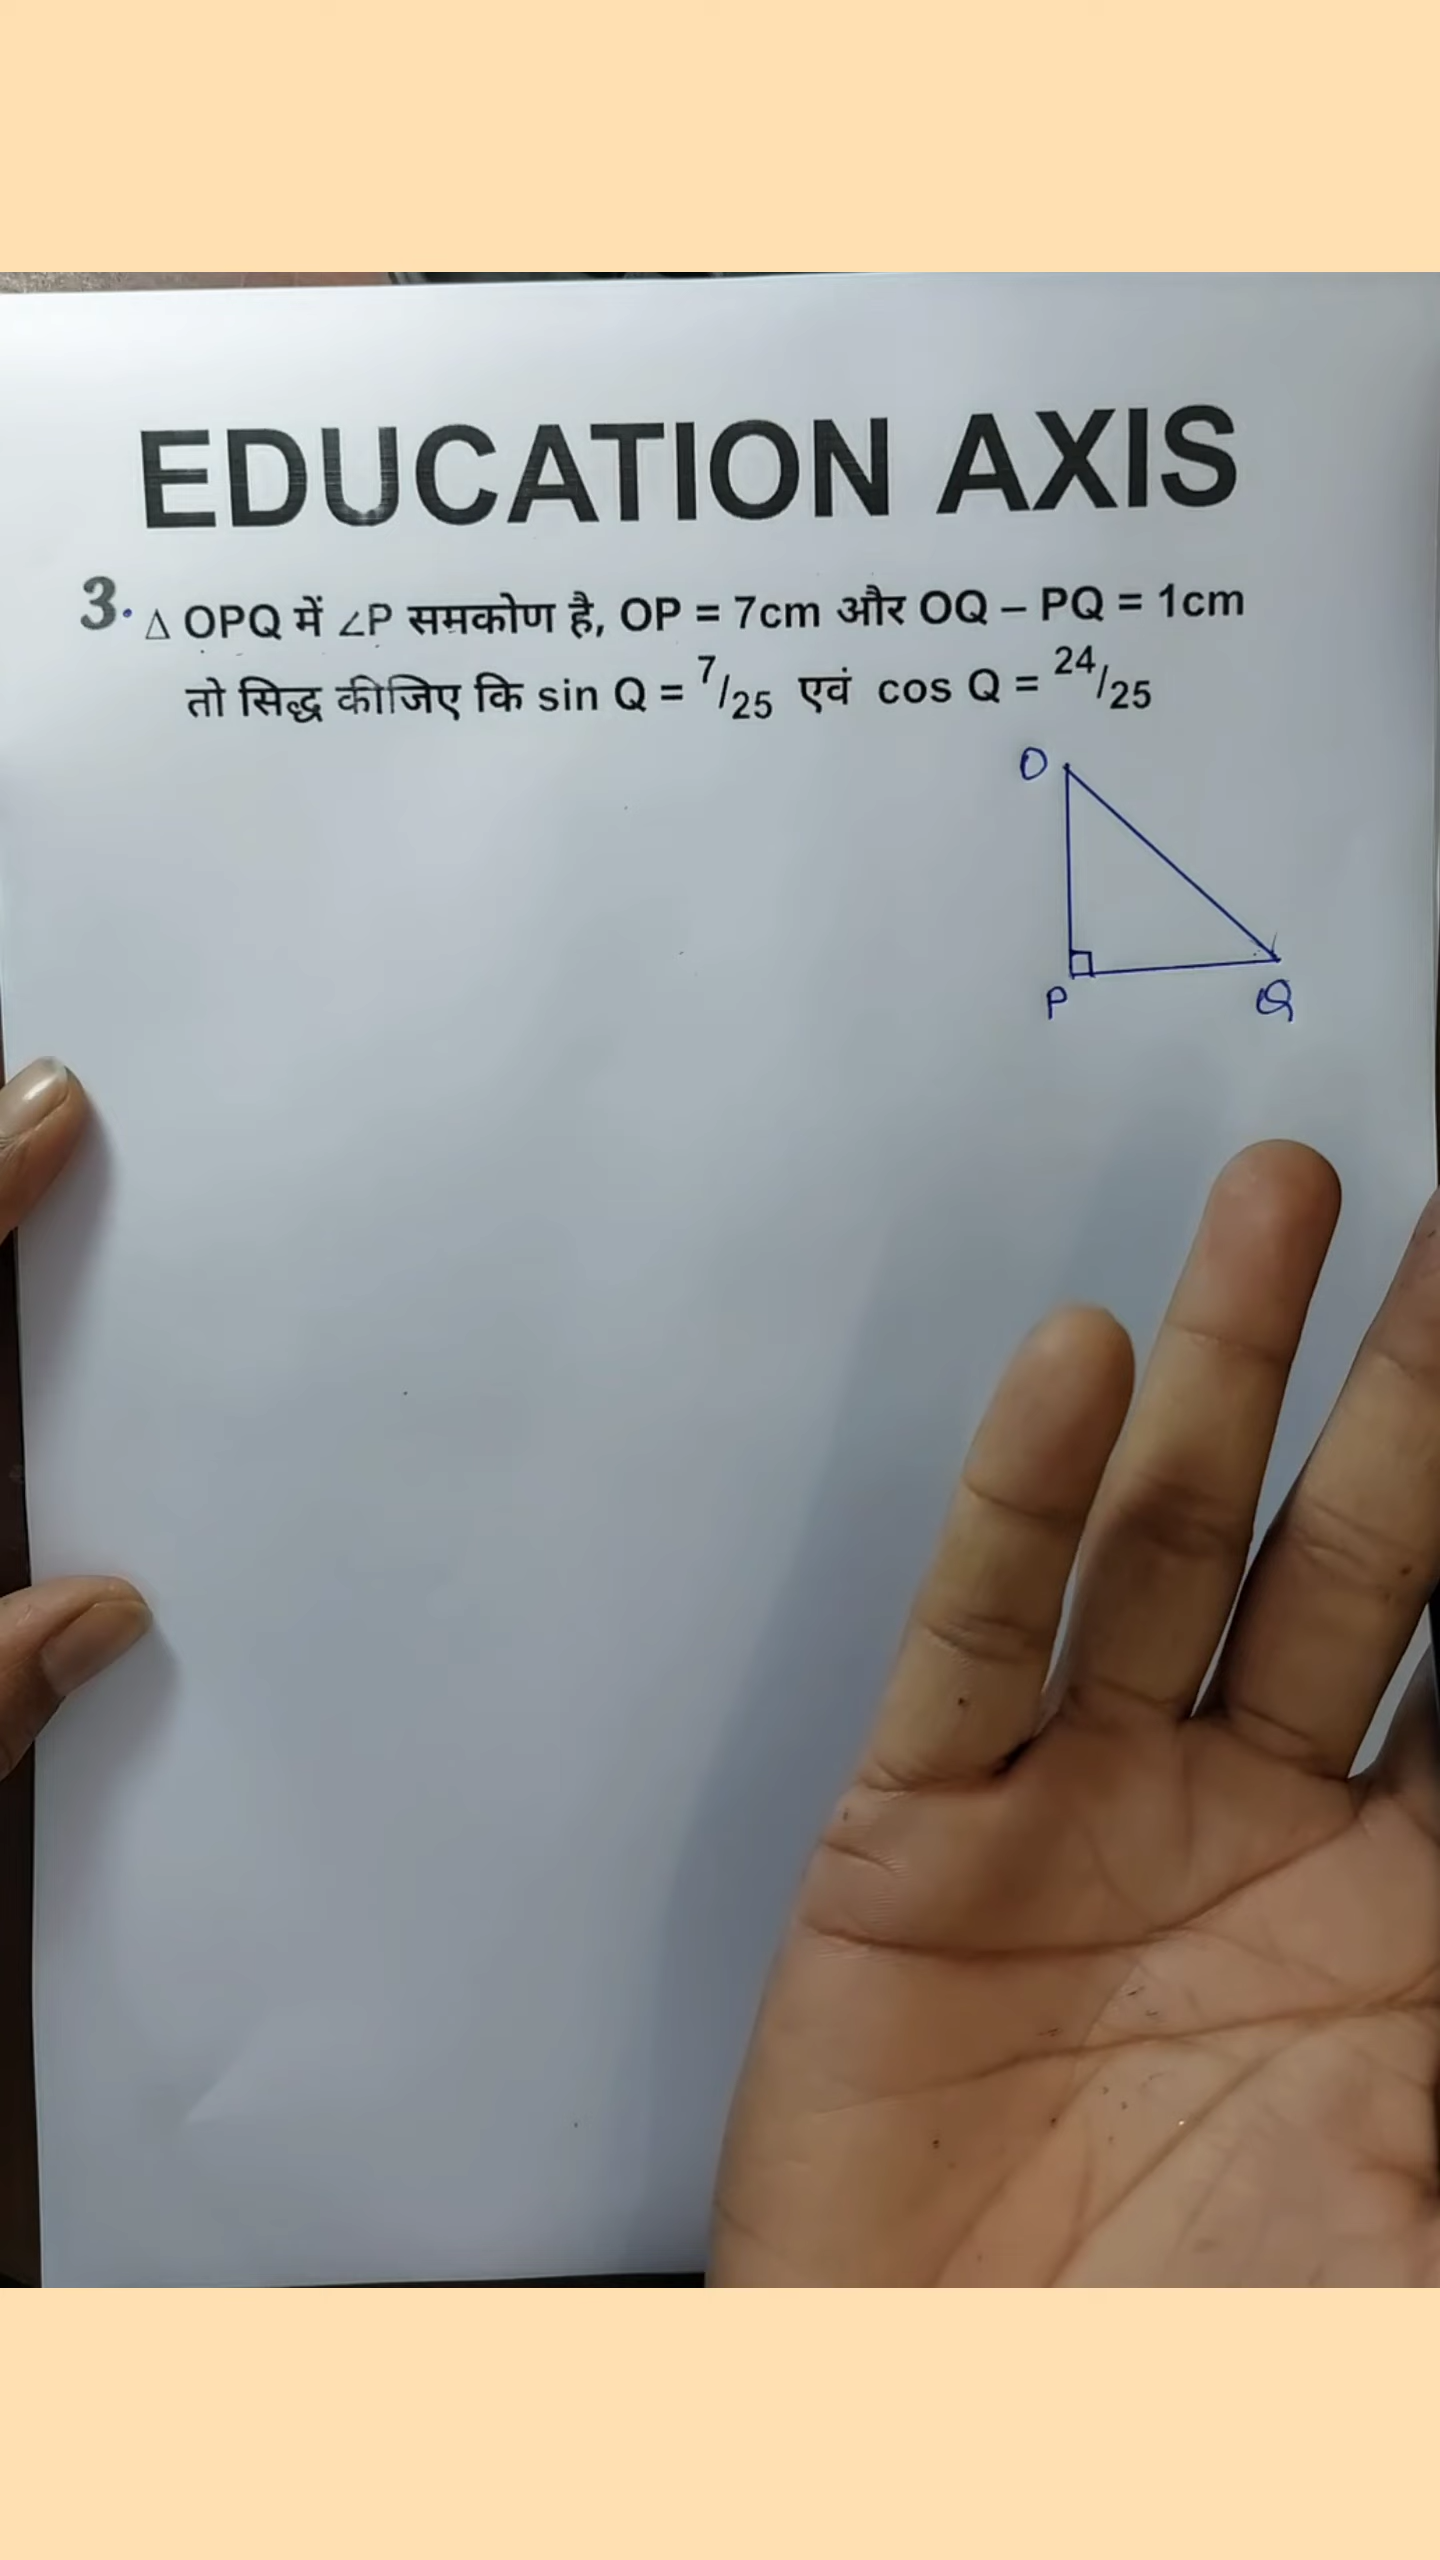 EDUCATION AXIS
3. Δ OPQ में ∠P समकोण है, OP = 7cm और OQ – PQ = 1cm
तो सिद्ध कीजिए कि sin Q = 7/25 एवं cos Q = 24/25
O
P Q